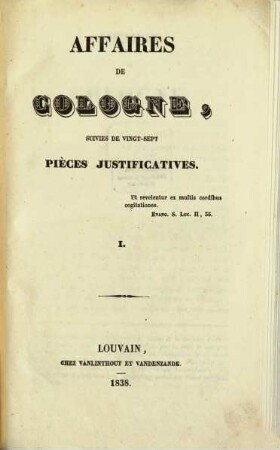 AFFAIRES
DE
COLOGNE,
SUIVIES DE VINGT-SEPT
PIÈCES JUSTIFICATIVES.
Ut revelentur ex multis cordibus
cogitationes.
EVANG. S. LUC. II, 35.
I.
LOUVAIN,
CHEZ VANLINTHOUT ET VANDENZANDE.
1838.